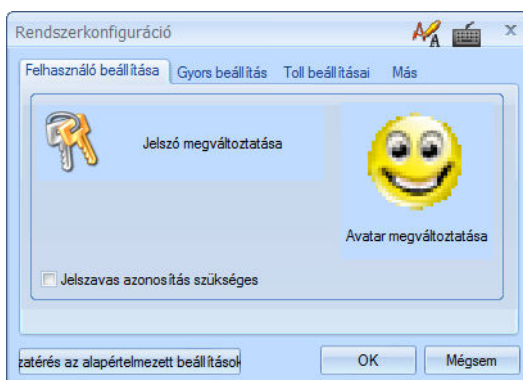 Rendszerkonfiguráció
Felhasználó beállítása Gyors beállítás Toll beállításai Más
Jelszó megváltoztatása
Avatar megváltoztatása
Jelszavas azonosítás szükséges
zatérés az alapértelmezett beállítások OK Mégsem